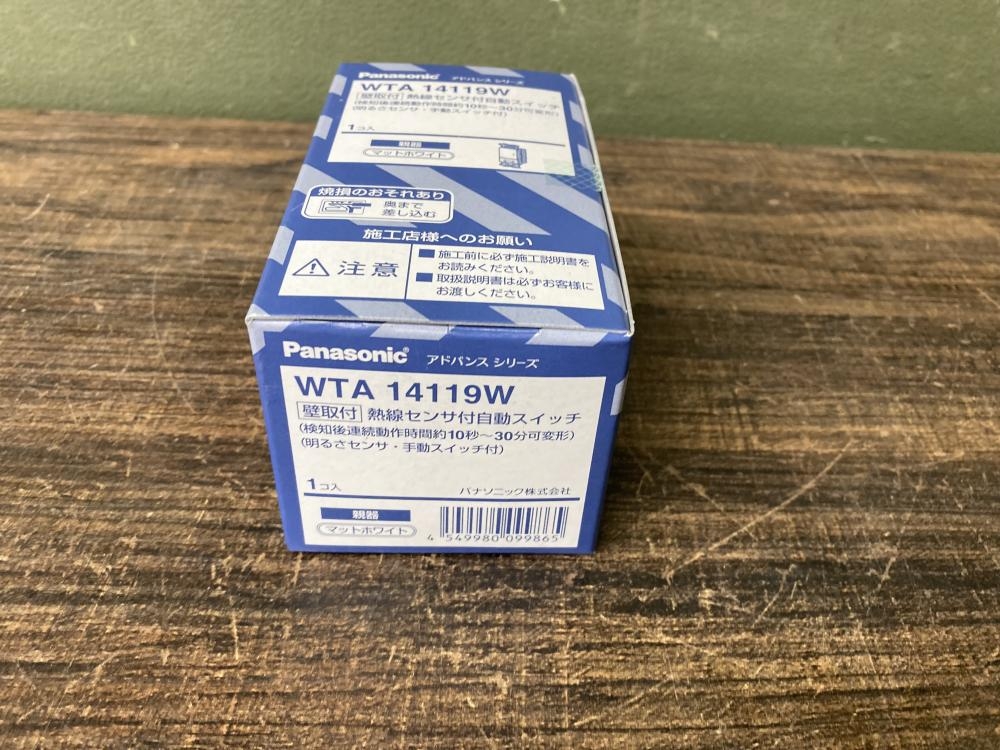 Panasonic アドバンス シリーズ
WTA 14119W
壁取付 熱線センサ付自動スイッチ
(検知後連続動作時間約10秒～30分可変形)
(明るさセンサ・手動スイッチ付)
1コ入
親器
マットホワイト
焼損のおそれあり
奥まで
差し込む
施工店様へのお願い
注意
■施工前に必ず施工説明書を
お読みください。
■取扱説明書は必ずお客様に
お渡しください。
Panasonic® アドバンス シリーズ
WTA 14119W
壁取付 熱線センサ付自動スイッチ
(検知後連続動作時間約10秒～30分可変形)
(明るさセンサ・手動スイッチ付)
1コ入 パナソニック株式会社
親器
マットホワイト
4 549980 099865